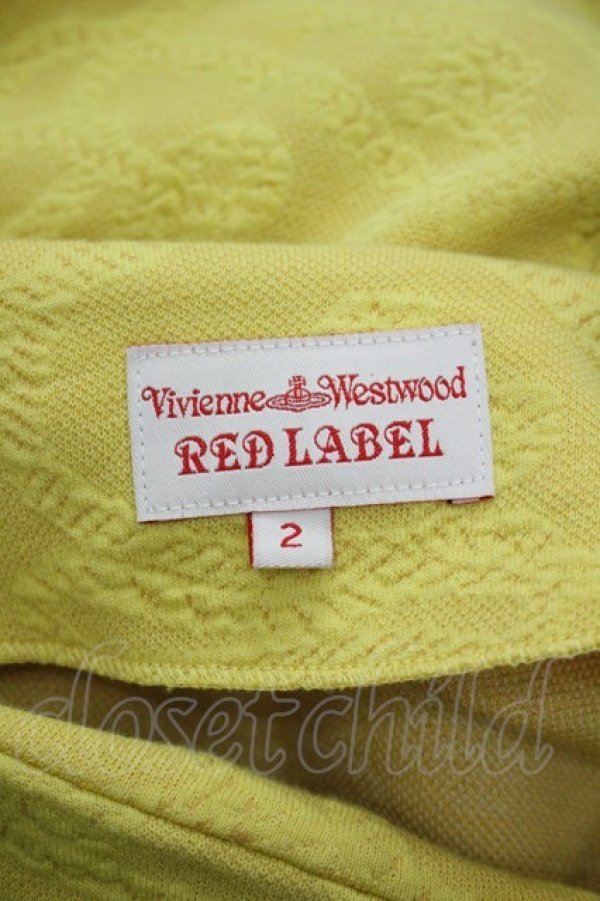 Vivienne Westwood
RED LABEL
2
closetchild